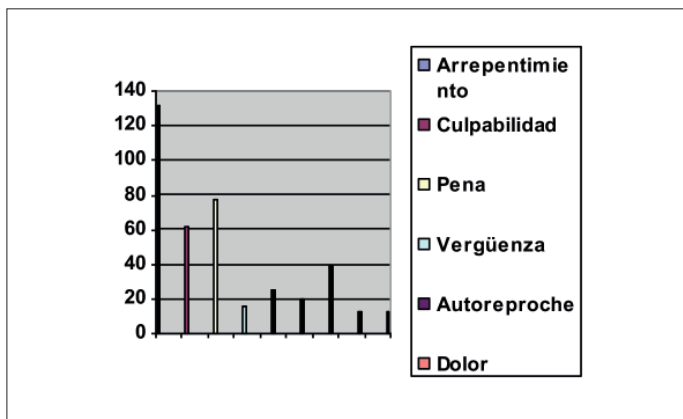 140
120
100
80
60
40
20
0
Arrepentimie
nto
Culpabilidad
Pena
Vergüenza
Autoreproche
Dolor